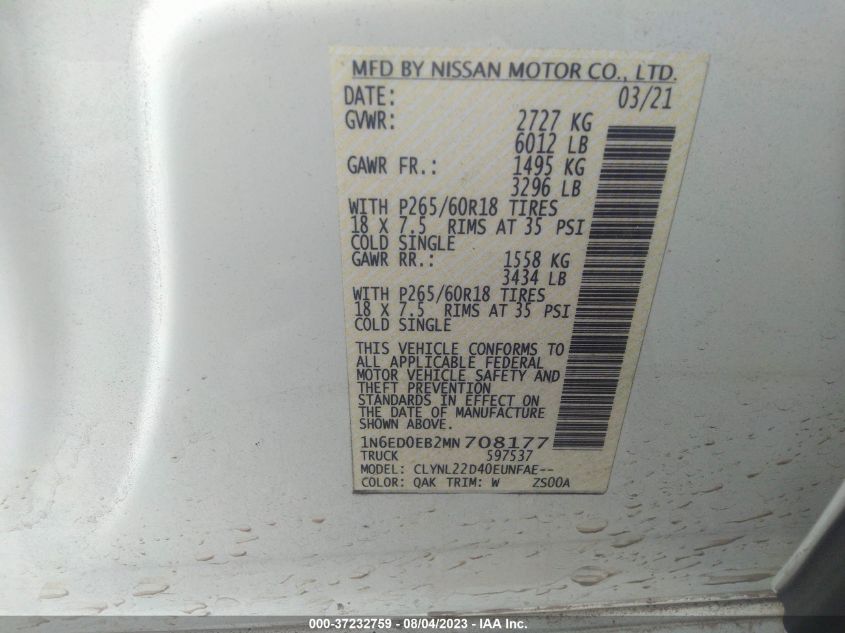 MFD BY NISSAN MOTOR CO., LTD.
DATE: 03/21
GVWR: 2727 KG
6012 LB
GAWR FR.: 1495 KG
3296 LB
WITH P265/60R18 TIRES
18 X 7.5 RIMS AT 35 PSI
COLD SINGLE
GAWR RR.: 1558 KG
3434 LB
WITH P265/60R18 TIRES
18 X 7.5 RIMS AT 35 PSI
COLD SINGLE
THIS VEHICLE CONFORMS TO
ALL APPLICABLE FEDERAL
MOTOR VEHICLE SAFETY AND
THEFT PREVENTION
STANDARDS IN EFFECT ON
THE DATE OF MANUFACTURE
SHOWN ABOVE.
1N6ED0EB2MN708177
TRUCK 597537
MODEL: CLYNL22D40EUNFAE--
COLOR: QAK TRIM: W ZS00A
000-37232759 - 08/04/2023 - IAA Inc.